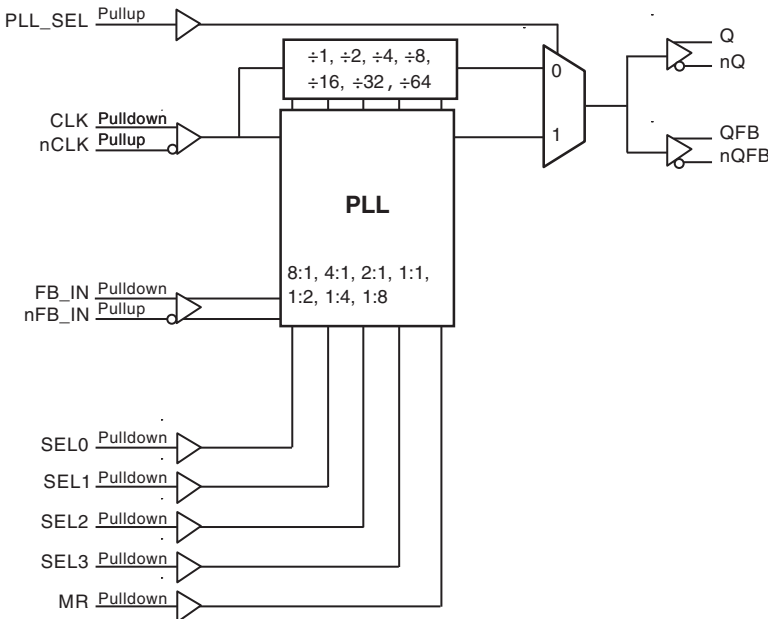 PLL_SEL Pullup
÷1, ÷2, ÷4, ÷8,
÷16, ÷32 , ÷64
0
Q
nQ
CLK Pulldown
nCLK Pullup
1
QFB
nQFB
PLL
8:1, 4:1, 2:1, 1:1,
1:2, 1:4, 1:8
FB_IN Pulldown
nFB_IN Pullup
SEL0 Pulldown
SEL1 Pulldown
SEL2 Pulldown
SEL3 Pulldown
MR Pulldown